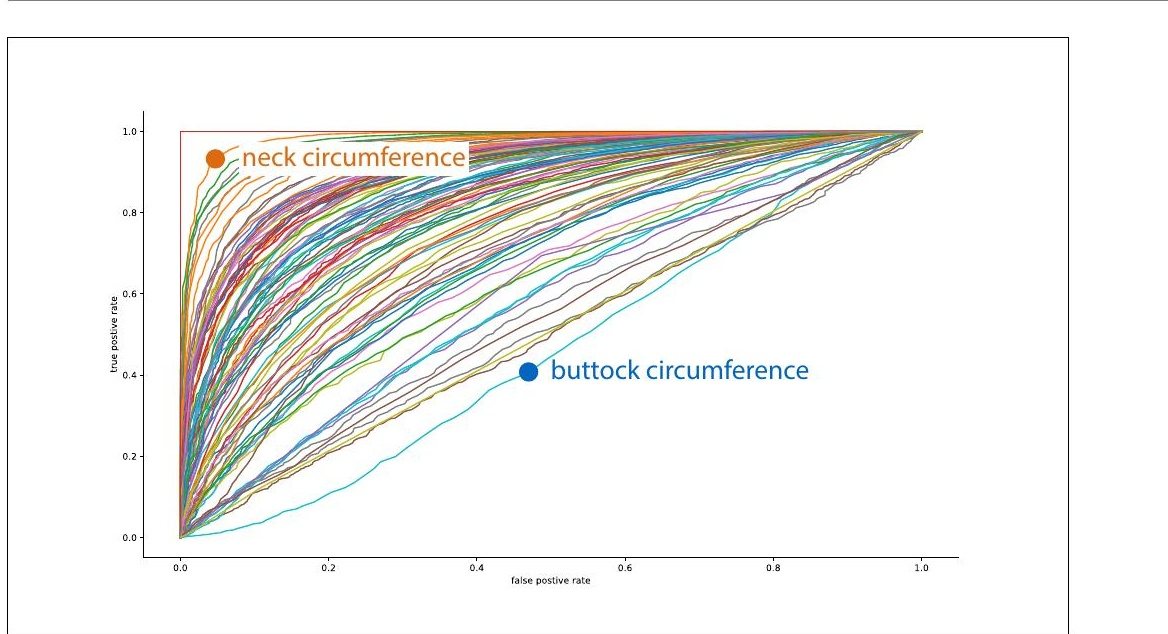 1.0
neck circumference
0.8
0.6
true postive rate
0.4
buttock circumference
0.2
0.0
0.0 0.2 0.4 0.6 0.8 1.0
false postive rate